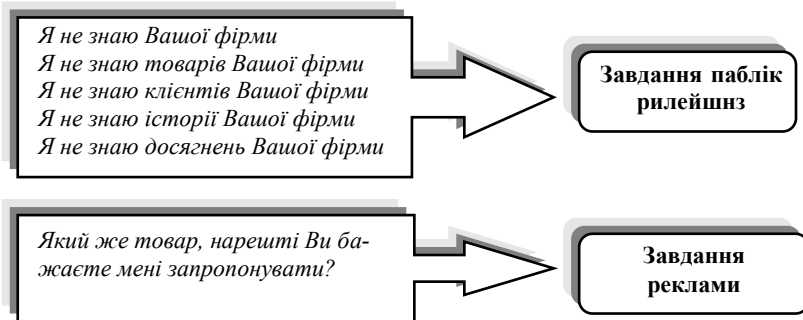 Я не знаю Вашої фірми
Я не знаю товарів Вашої фірми
Я не знаю клієнтів Вашої фірми
Я не знаю історії Вашої фірми
Я не знаю досягнень Вашої фірми
Завдання паблік
рилейшнз
Який же товар, нарешті Ви ба-
жаєте мені запропонувати?
Завдання
реклами